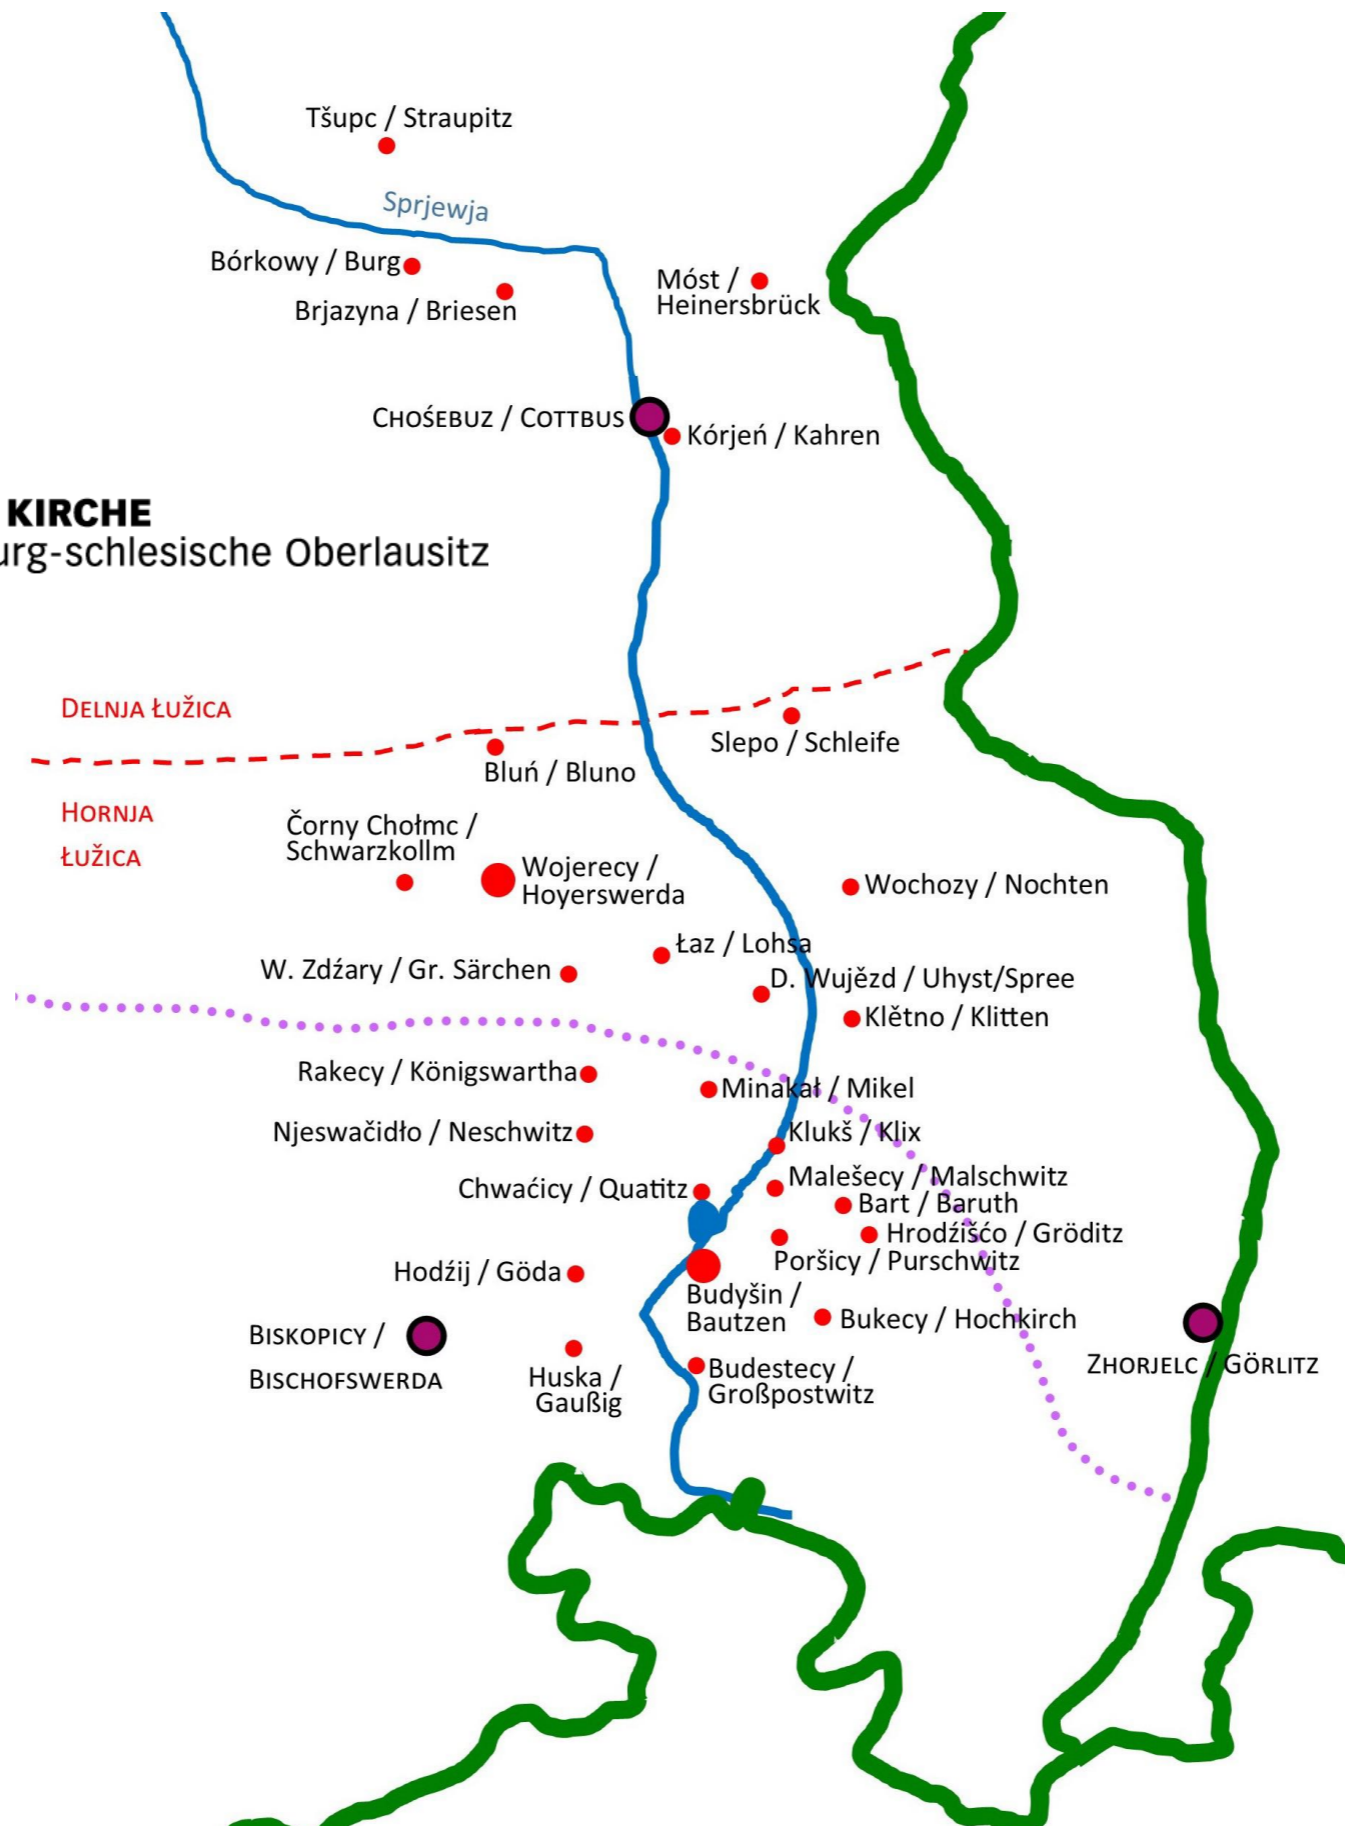 Tšupc / Straupitz
Sprjewja
Bórkowy / Burg
Brjazyna / Briesen
Móst /
Heinersbrück
Chośebuz / Cottbus
Kórjeń / Kahren
KIRCHE
urg-schlesische Oberlausitz
Delnja Łužica
Slepo / Schleife
Bluń / Bluno
Hornja
Łužica
Čorny Chołmc /
Schwarzkollm
Wojerecy /
Hoyerswerda
Wochozy / Nochten
Łaz / Lohsa
W. Zdźary / Gr. Särchen
D. Wujězd / Uhyst/Spree
Klětno / Klitten
Rakecy / Königswartha
Minakał / Mikel
Njeswačidło / Neschwitz
Klukš / Klix
Malešecy / Malschwitz
Chwaćicy / Quatitz
Bart / Baruth
Hrodźišćo / Gröditz
Poršicy / Purschwitz
Hodźij / Göda
Budyšin /
Bautzen
Bukecy / Hochkirch
Biskopicy /
Bischofswerda
Zhorjelc / Görlitz
Huska /
Gaußig
Budestecy /
Großpostwitz